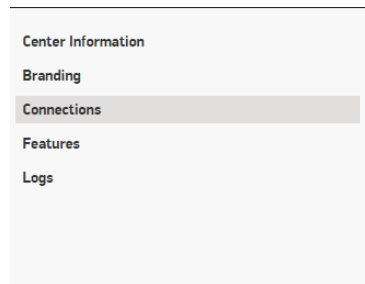 Center Information
Branding
Connections
Features
Logs